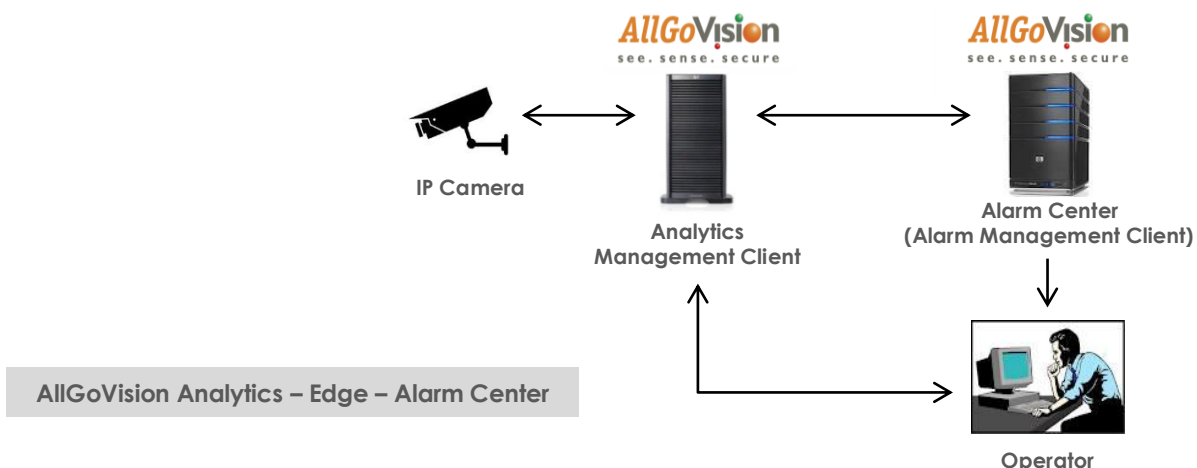 AllGoVision
see. sense. secure
AllGoVision
see. sense. secure
IP Camera
Analytics
Management Client
Alarm Center
(Alarm Management Client)
AllGoVision Analytics – Edge – Alarm Center
Operator